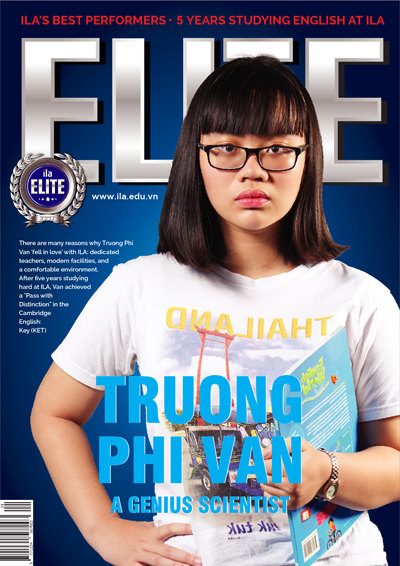 ILA'S BEST PERFORMERS • 5 YEARS STUDYING ENGLISH AT ILA
ELITE
ila
ELITE
www.ila.edu.vn
There are many reasons why Truong Phi
Van 'fell in love' with ILA: dedicated
teachers, modern facilities, and
a comfortable environment.
After five years studying
hard at ILA, Van achieved
a "Pass with
Distinction" in the
Cambridge
English:
Key (KET)
THAILAND
TRUONG
PHI VAN
A GENIUS SCIENTIST
tuk